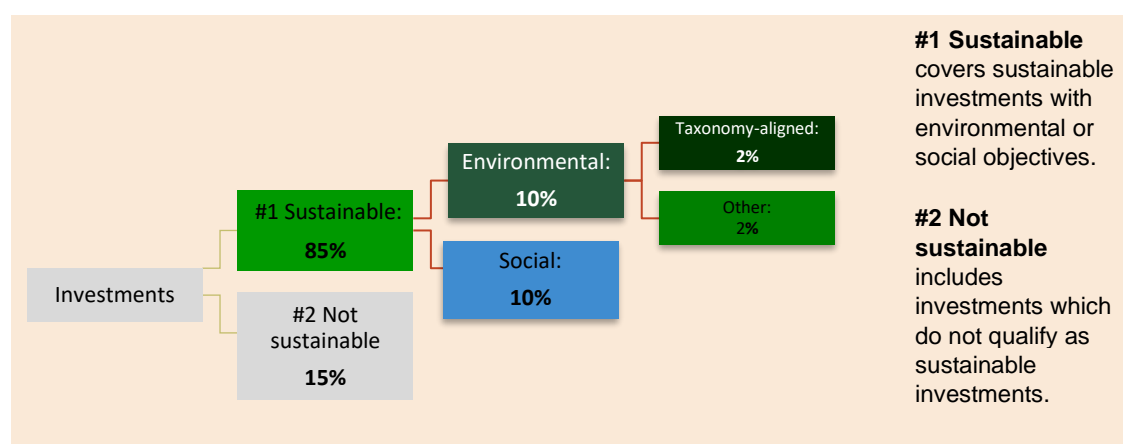 Investments
#1 Sustainable:
85%
#2 Not
sustainable
15%
Environmental:
10%
Social:
10%
Taxonomy-aligned:
2%
Other:
2%
#1 Sustainable
covers sustainable
investments with
environmental or
social objectives.
#2 Not
sustainable
includes
investments which
do not qualify as
sustainable
investments.